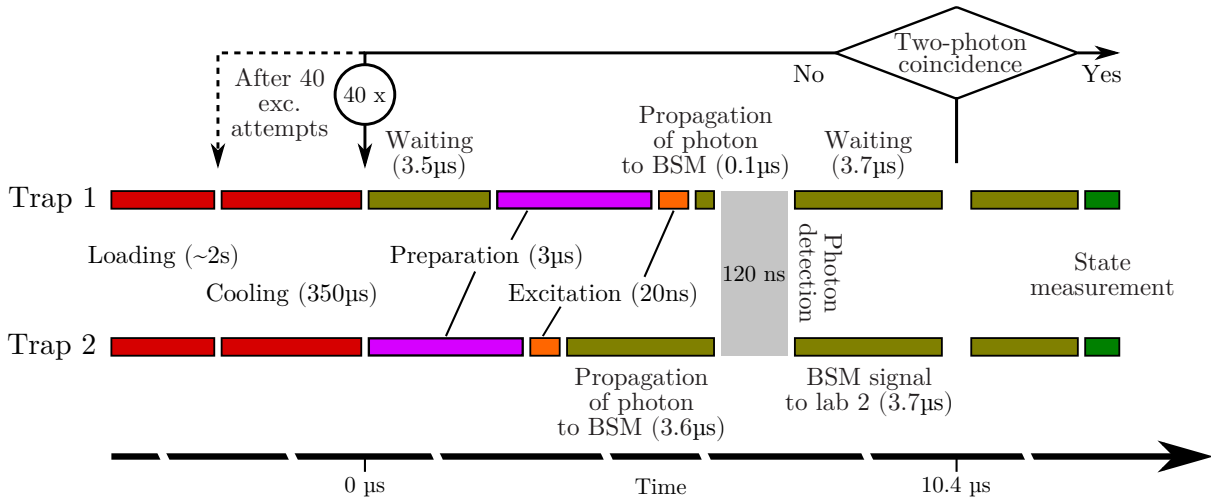 Two-photon
coincidence
No
Yes
After 40
exc.
attempts
40 x
Waiting
(3.5µs)
Propagation
of photon
to BSM (0.1µs)
Waiting
(3.7µs)
Trap 1
Loading (~2s)
Cooling (350µs)
Preparation (3µs)
Excitation (20ns)
120 ns
Photon
detection
State
measurement
Trap 2
Propagation
of photon
to BSM (3.6µs)
BSM signal
to lab 2 (3.7µs)
0 µs
Time
10.4 µs